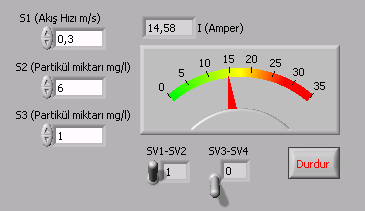 S1 (Akış Hızı m/s)
0,3
14,58 I (Amper)
S2 (Partikül miktarı mg/l)
6
S3 (Partikül miktarı mg/l)
1
0 5 10 15 20 25 30 35
SV1-SV2 SV3-SV4
1 0
Durdur